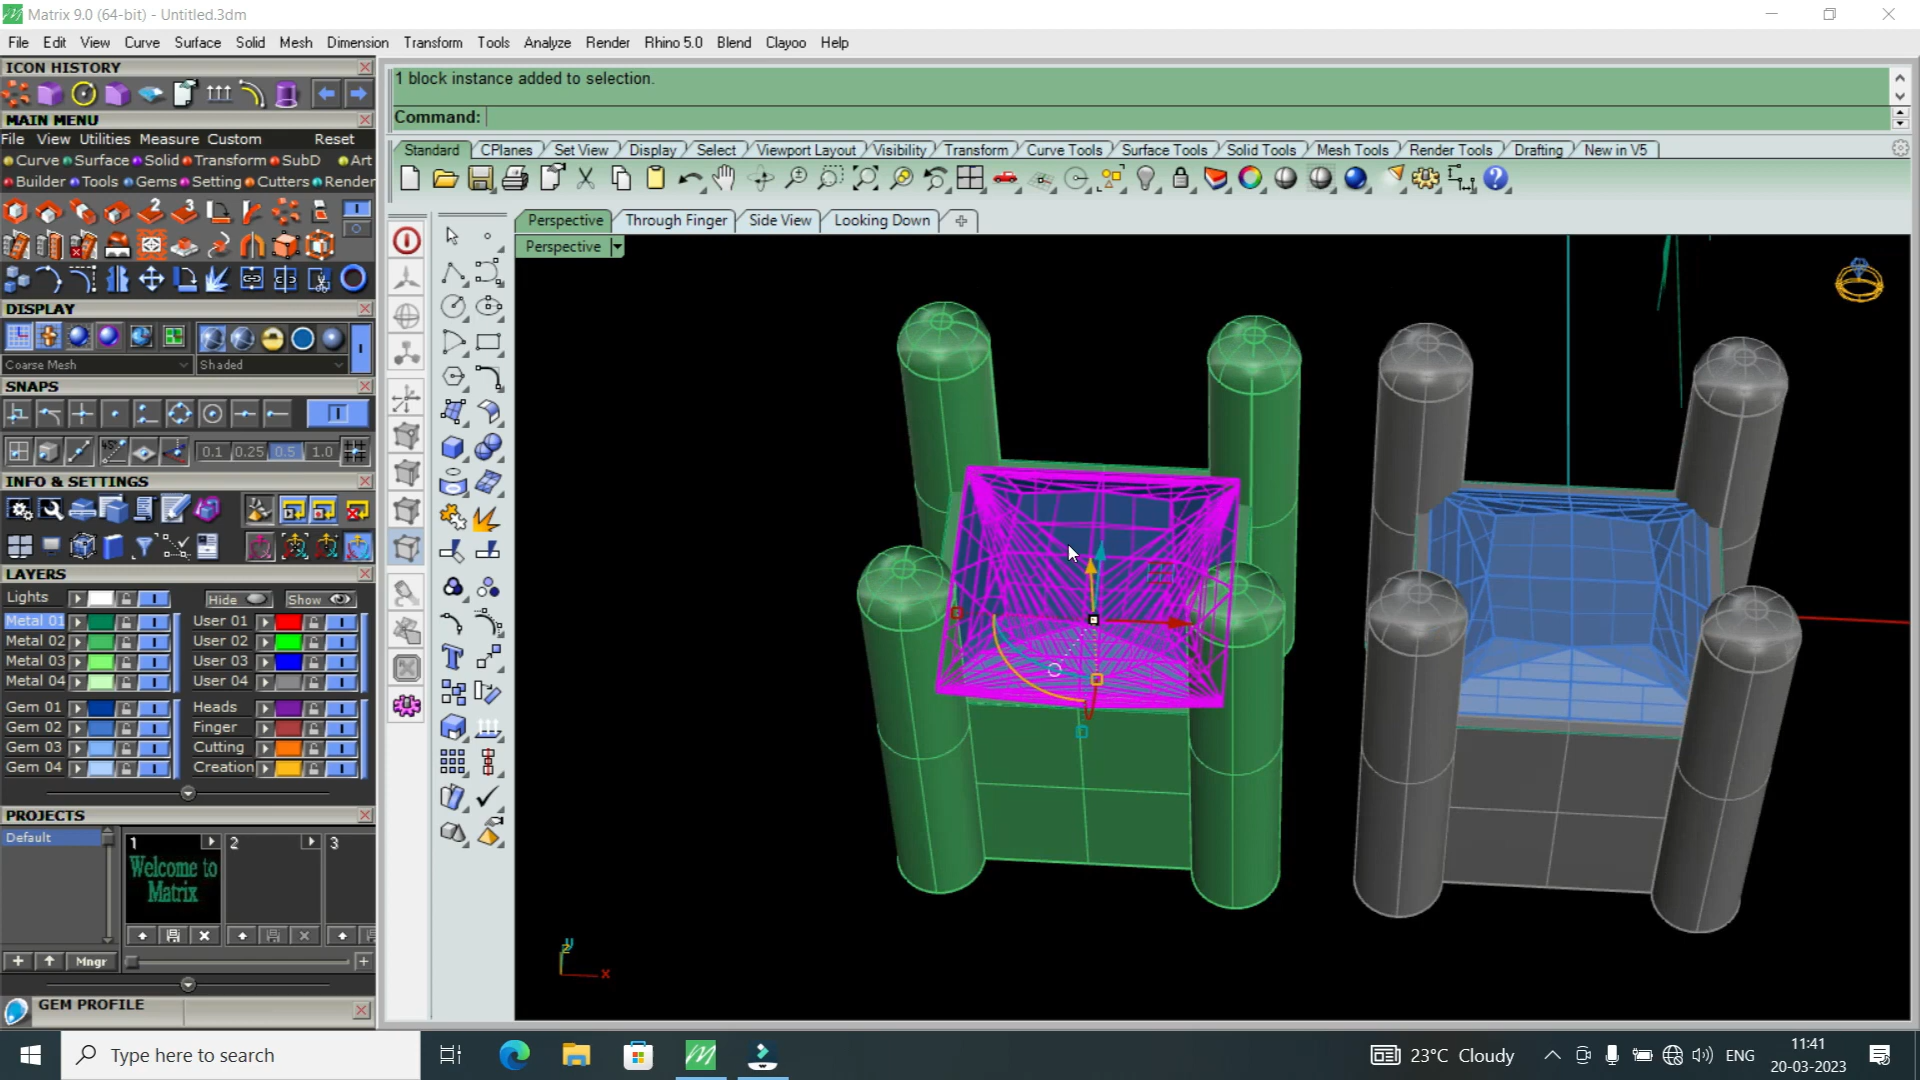 Matrix 9.0 (64-bit) - Untitled.3dm
File Edit View Curve Surface Solid Mesh Dimension Transform Tools Analyze Render Rhino 5.0 Blend Clayoo Help
ICON HISTORY
MAIN MENU
File View Utilities Measure Custom Reset
Curve Surface Solid Transform SubD Art
Builder Tools Gems Setting Cutters Render
DISPLAY
Coarse Mesh Shaded
SNAPS
0.1 0.25 0.5 1.0
INFO & SETTINGS
LAYERS
Lights Hide Show
Metal 01 User 01
Metal 02 User 02
Metal 03 User 03
Metal 04 User 04
Gem 01 Heads
Gem 02 Finger
Gem 03 Cutting
Gem 04 Creation
PROJECTS
Default 1 2 3
Welcome to
Matrix
Mngr
GEM PROFILE
1 block instance added to selection.
Command:
Standard CPlanes Set View Display Select Viewport Layout Visibility Transform Curve Tools Surface Tools Solid Tools Mesh Tools Render Tools Drafting New in V5
Perspective Through Finger Side View Looking Down
Perspective
x
Type here to search
23°C Cloudy
ENG
11:41
20-03-2023